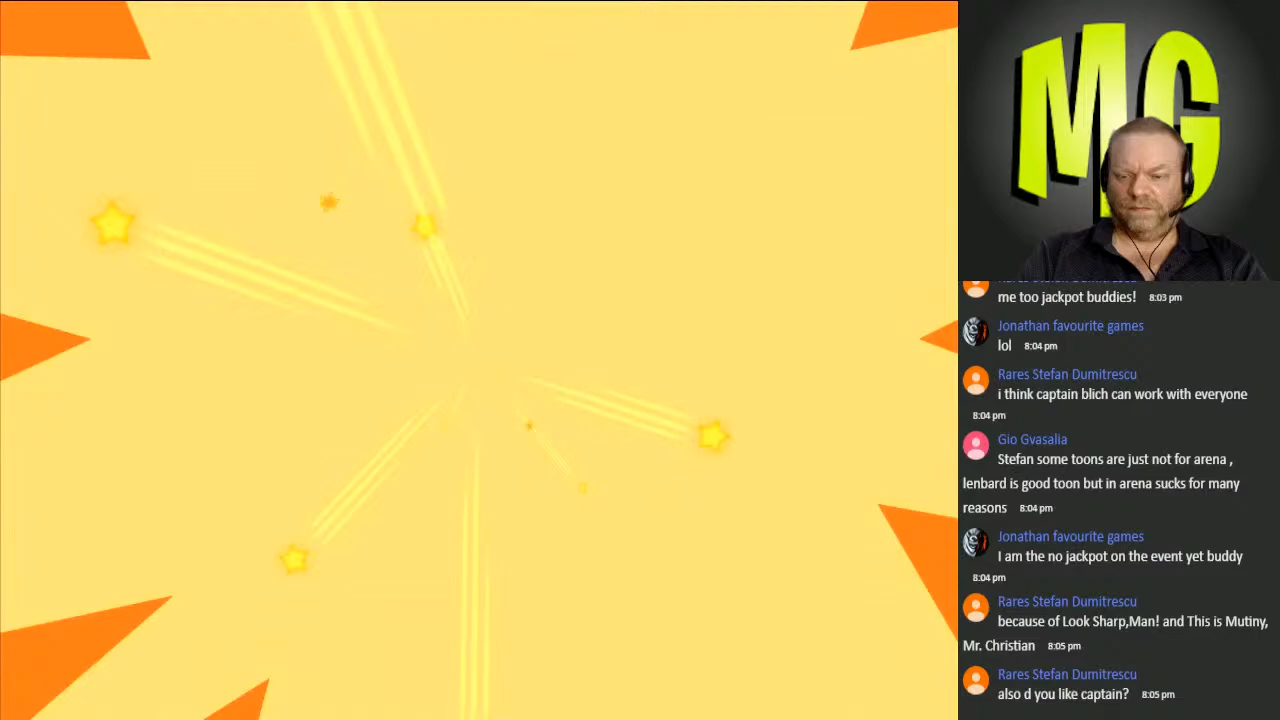 MG
me too jackpot buddies! 8:03 pm
Jonathan favourite games
lol 8:04 pm
Rares Stefan Dumitrescu
i think captain blich can work with everyone
8:04 pm
Gio Gvasalia
Stefan some toons are just not for arena ,
lenbard is good toon but in arena sucks for many
reasons 8:04 pm
Jonathan favourite games
I am the no jackpot on the event yet buddy
8:04 pm
Rares Stefan Dumitrescu
because of Look Sharp,Man! and This is Mutiny,
Mr. Christian 8:05 pm
Rares Stefan Dumitrescu
also d you like captain? 8:05 pm